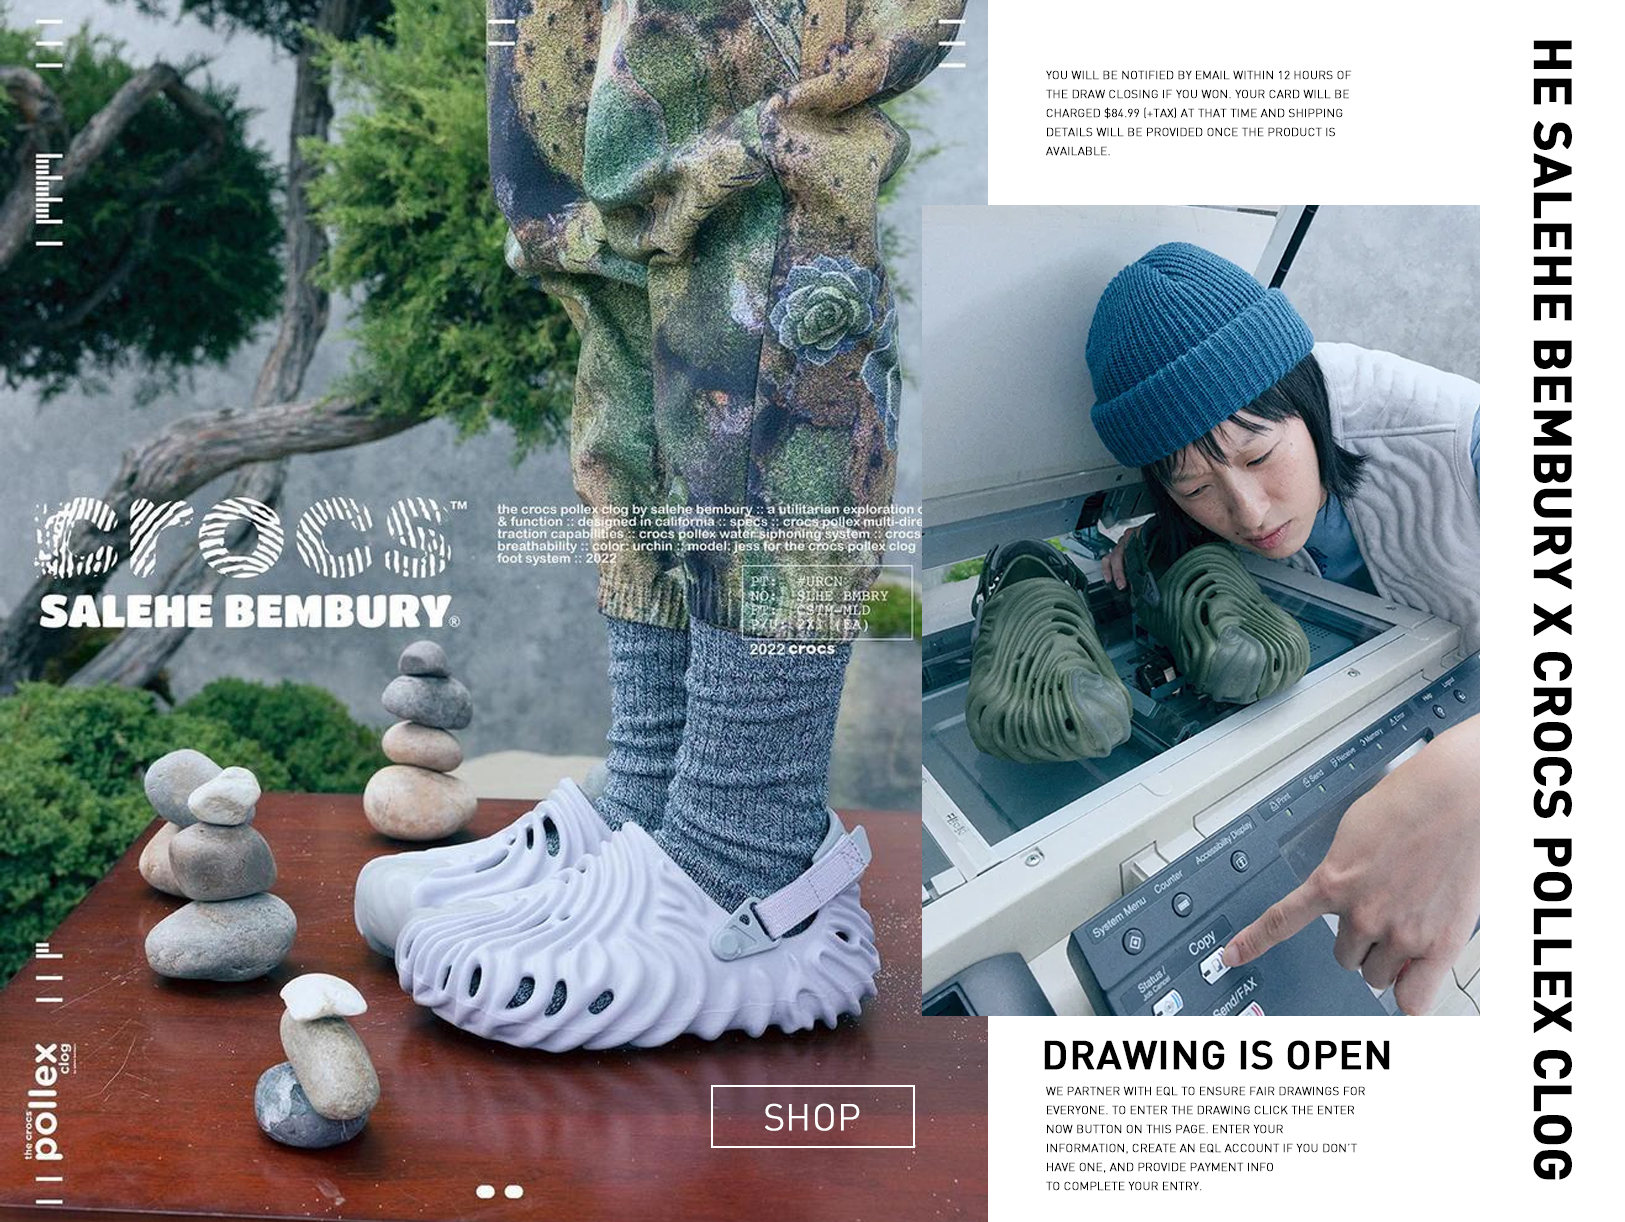 crocs™
SALEHE BEMBURY®
the crocs pollex clog by salehe bembury :: a utilitarian exploration
& function :: designed in california :: specs :: crocs pollex multi-dire
traction capabilities :: crocs pollex water siphoning system :: crocs
breathability :: color: urchin :: model: jess for the crocs pollex clog
foot system :: 2022
PT: #URCN
NO: SLHE BMBRY
PT: CSTM-MLD
P/U: 2X1 (EA)
2022 crocs
the crocs
pollex
clog
SHOP
YOU WILL BE NOTIFIED BY EMAIL WITHIN 12 HOURS OF
THE DRAW CLOSING IF YOU WON. YOUR CARD WILL BE
CHARGED $84.99 (+TAX) AT THAT TIME AND SHIPPING
DETAILS WILL BE PROVIDED ONCE THE PRODUCT IS
AVAILABLE.
Help
Logout
Print
Send
Receive
Memory
Error
Accessibility Display
Counter
System Menu
Copy
Status /
Job Cancel
Send/FAX
DRAWING IS OPEN
WE PARTNER WITH EQL TO ENSURE FAIR DRAWINGS FOR
EVERYONE. TO ENTER THE DRAWING CLICK THE ENTER
NOW BUTTON ON THIS PAGE. ENTER YOUR
INFORMATION, CREATE AN EQL ACCOUNT IF YOU DON'T
HAVE ONE, AND PROVIDE PAYMENT INFO
TO COMPLETE YOUR ENTRY.
HE SALEHE BEMBURY X CROCS POLLEX CLOG